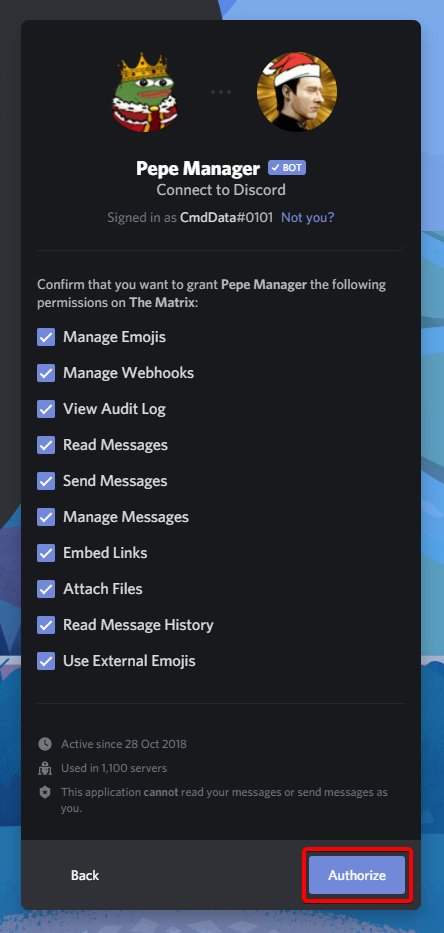 Pepe Manager BOT
Connect to Discord
Signed in as CmdData#0101 Not you?
Confirm that you want to grant Pepe Manager the following
permissions on The Matrix:
Manage Emojis
Manage Webhooks
View Audit Log
Read Messages
Send Messages
Manage Messages
Embed Links
Attach Files
Read Message History
Use External Emojis
Active since 28 Oct 2018
Used in 1,100 servers
This application cannot read your messages or send messages as
you.
Back Authorize